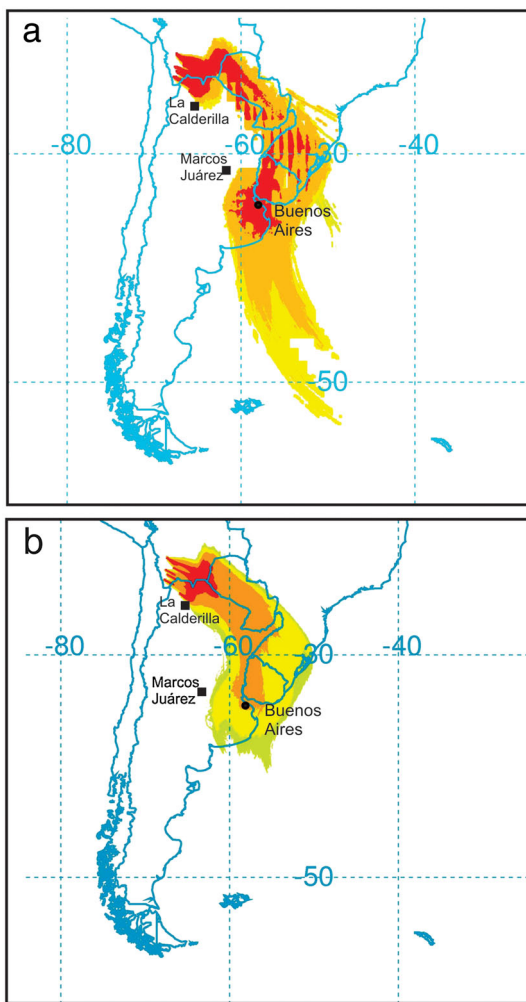 a
La
Calderilla
-80
-60
-40
-30
Marcos
Juárez
Buenos
Aires
-50
b
La
Calderilla
-80
-60
-40
-30
Marcos
Juárez
Buenos
Aires
-50